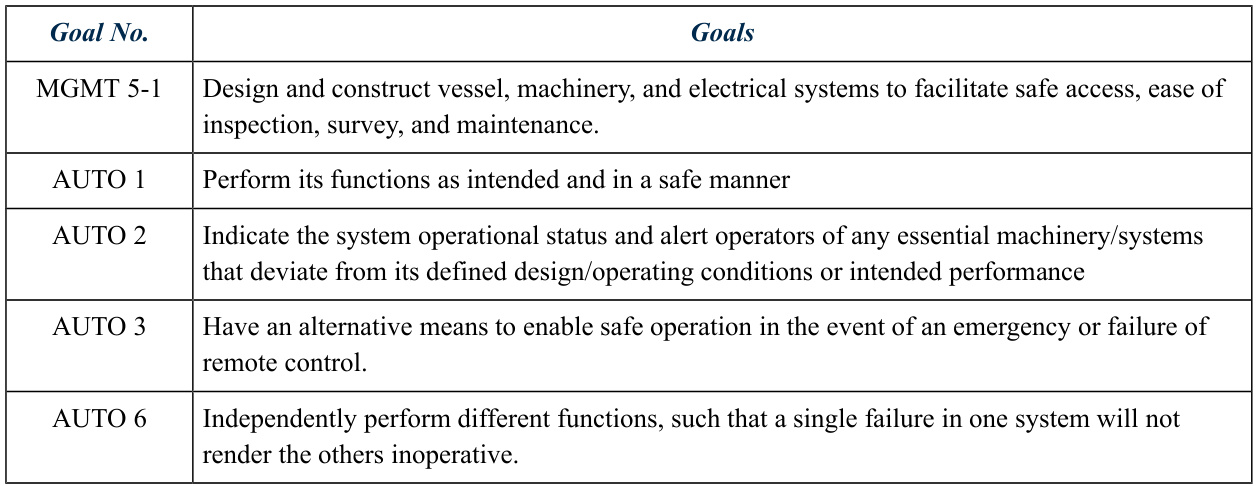 Goal No. Goals
MGMT 5-1 Design and construct vessel, machinery, and electrical systems to facilitate safe access, ease of
inspection, survey, and maintenance.
AUTO 1 Perform its functions as intended and in a safe manner
AUTO 2 Indicate the system operational status and alert operators of any essential machinery/systems
that deviate from its defined design/operating conditions or intended performance
AUTO 3 Have an alternative means to enable safe operation in the event of an emergency or failure of
remote control.
AUTO 6 Independently perform different functions, such that a single failure in one system will not
render the others inoperative.